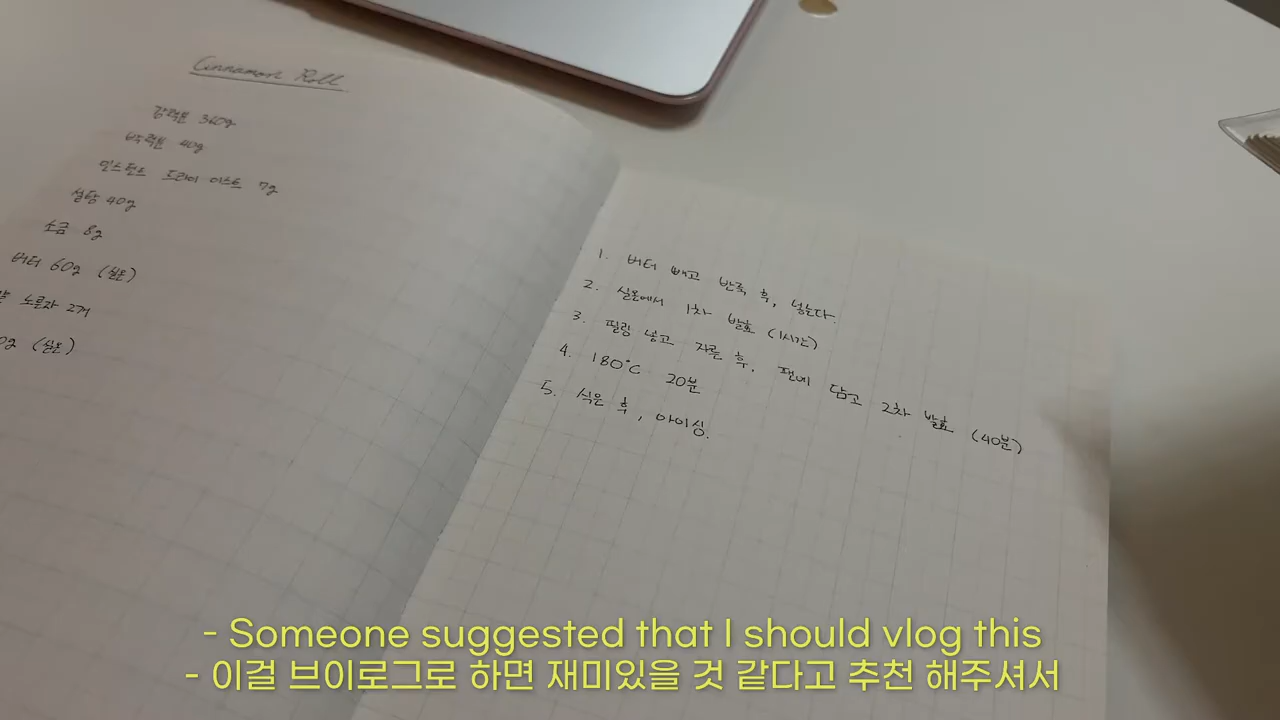 Cinnamon Roll
강력분 360g
박력분 40g
인스턴트 드라이 이스트 7g
설탕 40g
소금 8g
버터 60g (실온)
노른자 2개
0g (실온)
1. 버터 빼고 반죽 후, 넣는다.
2. 실온에서 1차 발효 (1시간)
3. 필링 넣고 자른 후, 팬에 담고 2차 발효 (40분)
4. 180°C 20분
5. 식은 후, 아이싱.
- Someone suggested that I should vlog this
- 이걸 브이로그로 하면 재미있을 것 같다고 추천 해주셔서